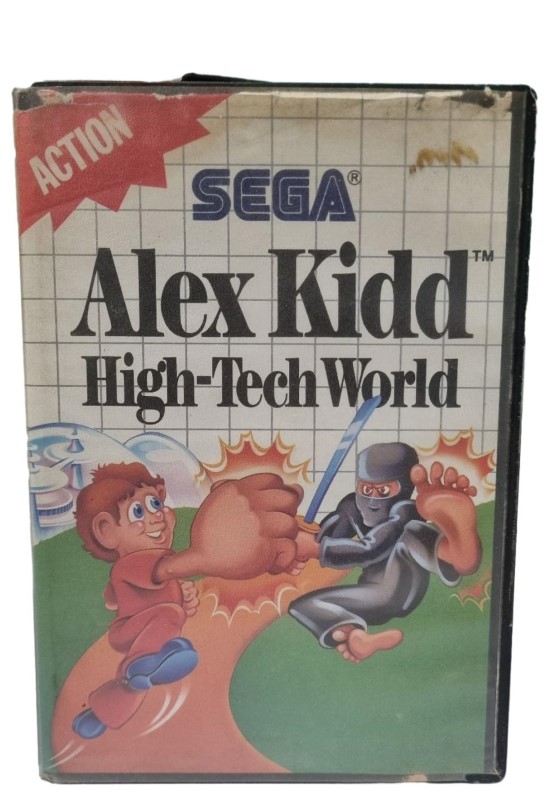 ACTION
SEGA®
Alex Kidd™
High-Tech World